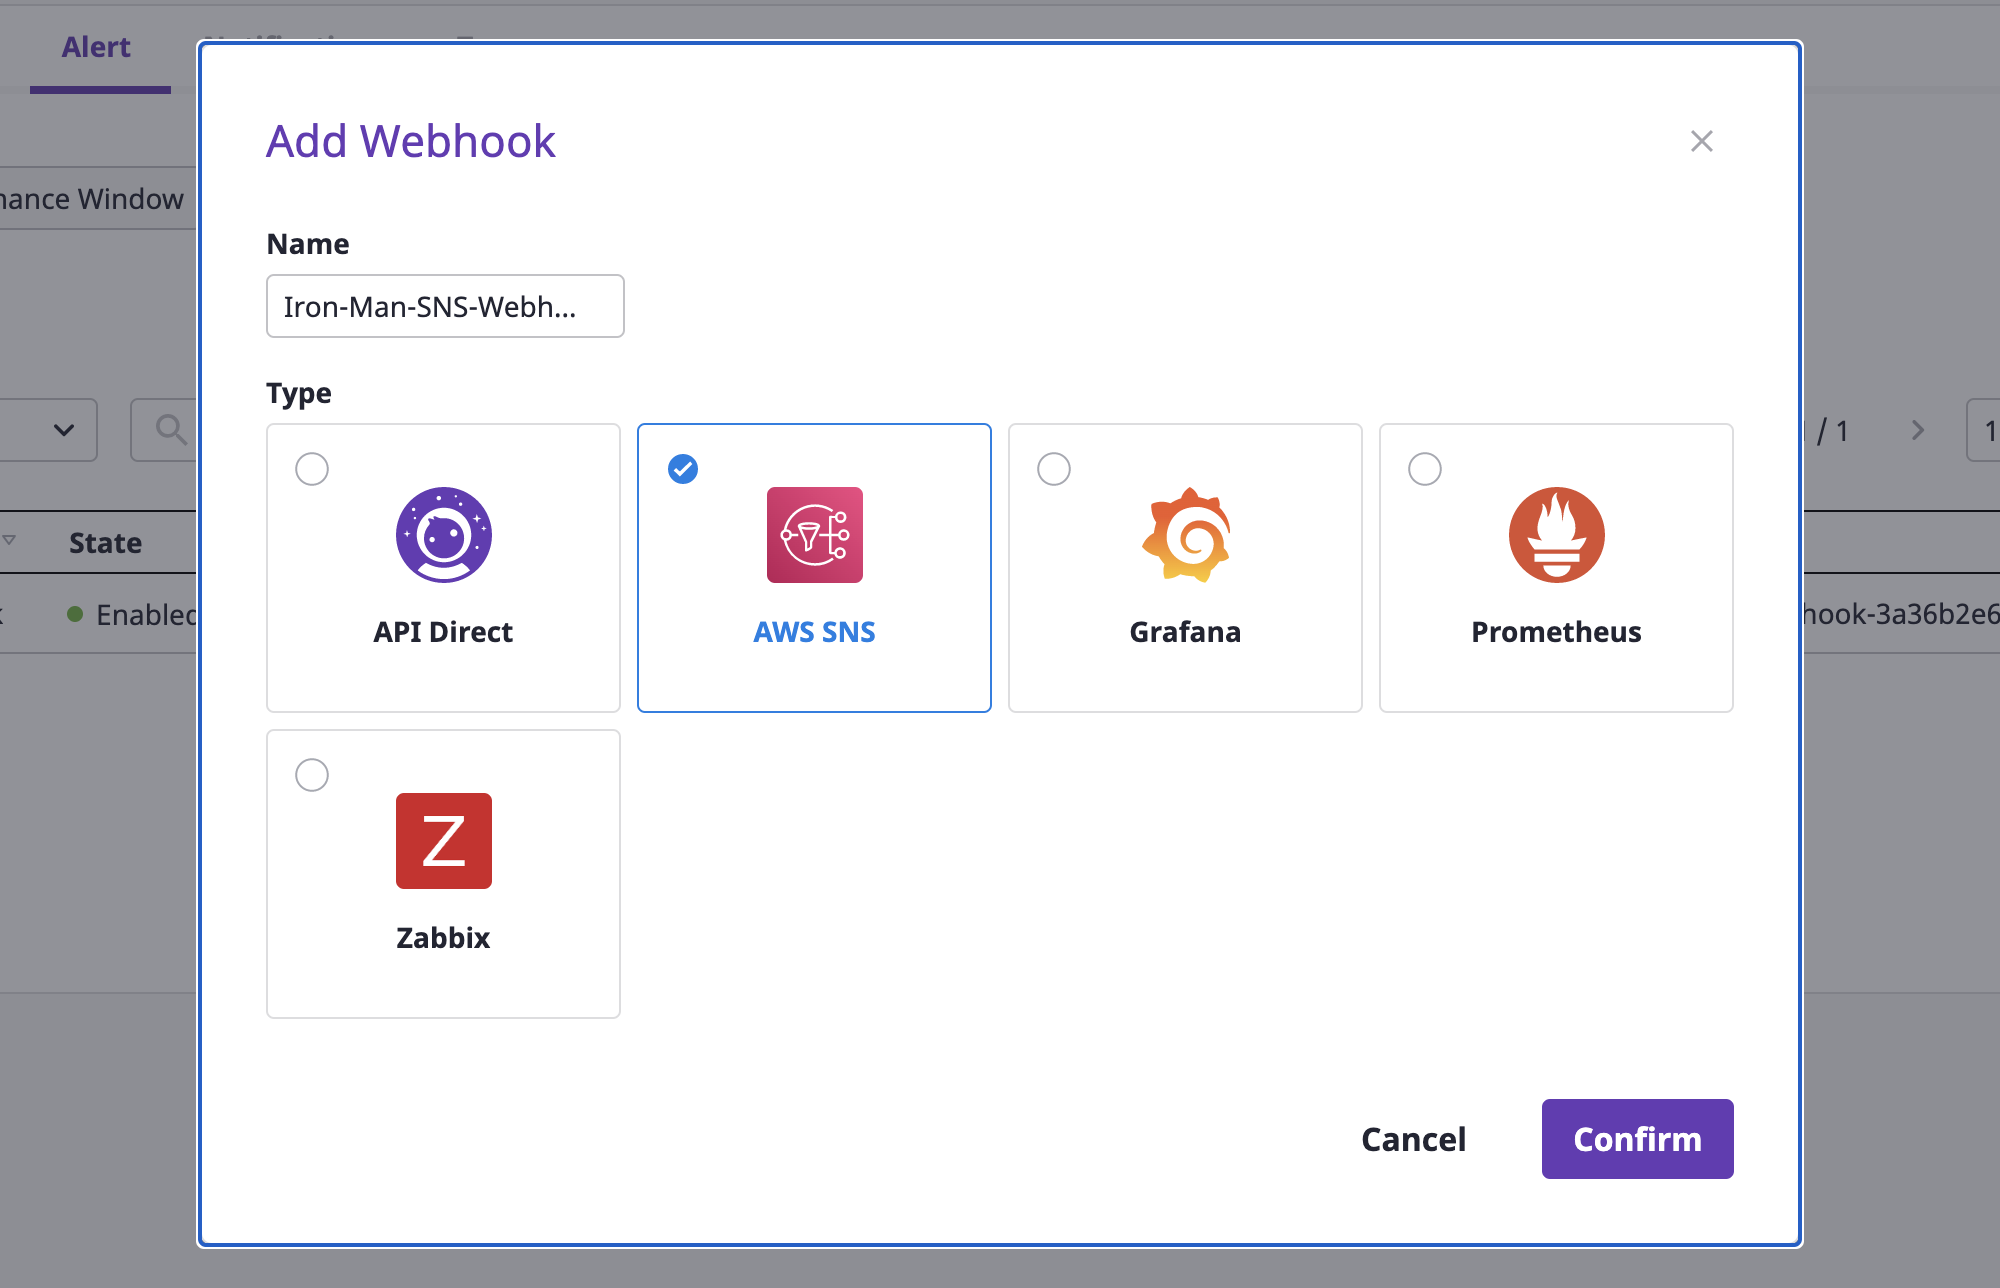 Alert
Add Webhook
nance Window
Name
Iron-Man-SNS-Webh...
Type
/ 1
1
State
API Direct
AWS SNS
Grafana
Prometheus
Enabled
hook-3a36b2e6
Z
Zabbix
Cancel
Confirm